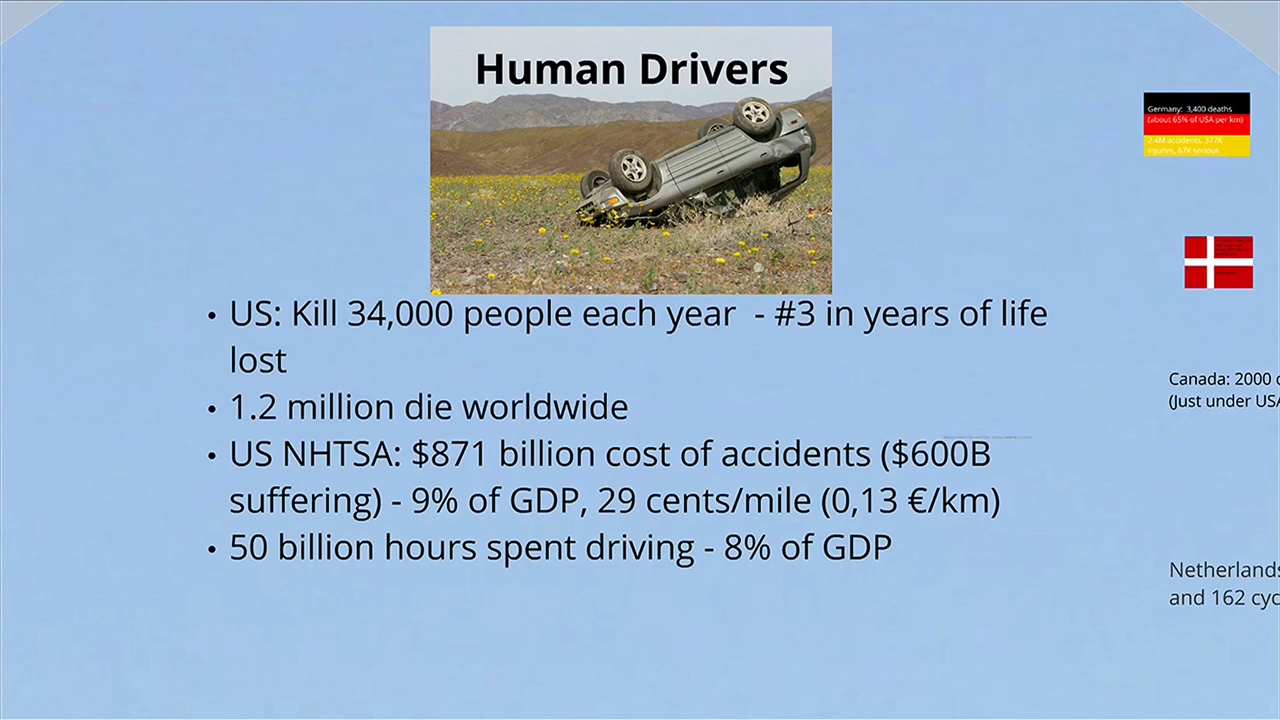 Human Drivers
• US: Kill 34,000 people each year - #3 in years of life
lost
• 1.2 million die worldwide
• US NHTSA: $871 billion cost of accidents ($600B
suffering) - 9% of GDP, 29 cents/mile (0,13 €/km)
• 50 billion hours spent driving - 8% of GDP
Germany: 3,400 deaths
(about 65% of USA per km)
2.4M accidents, 377K
injuries, 67K serious
Canada: 2000
(Just under USA
Netherlands
and 162 cyc